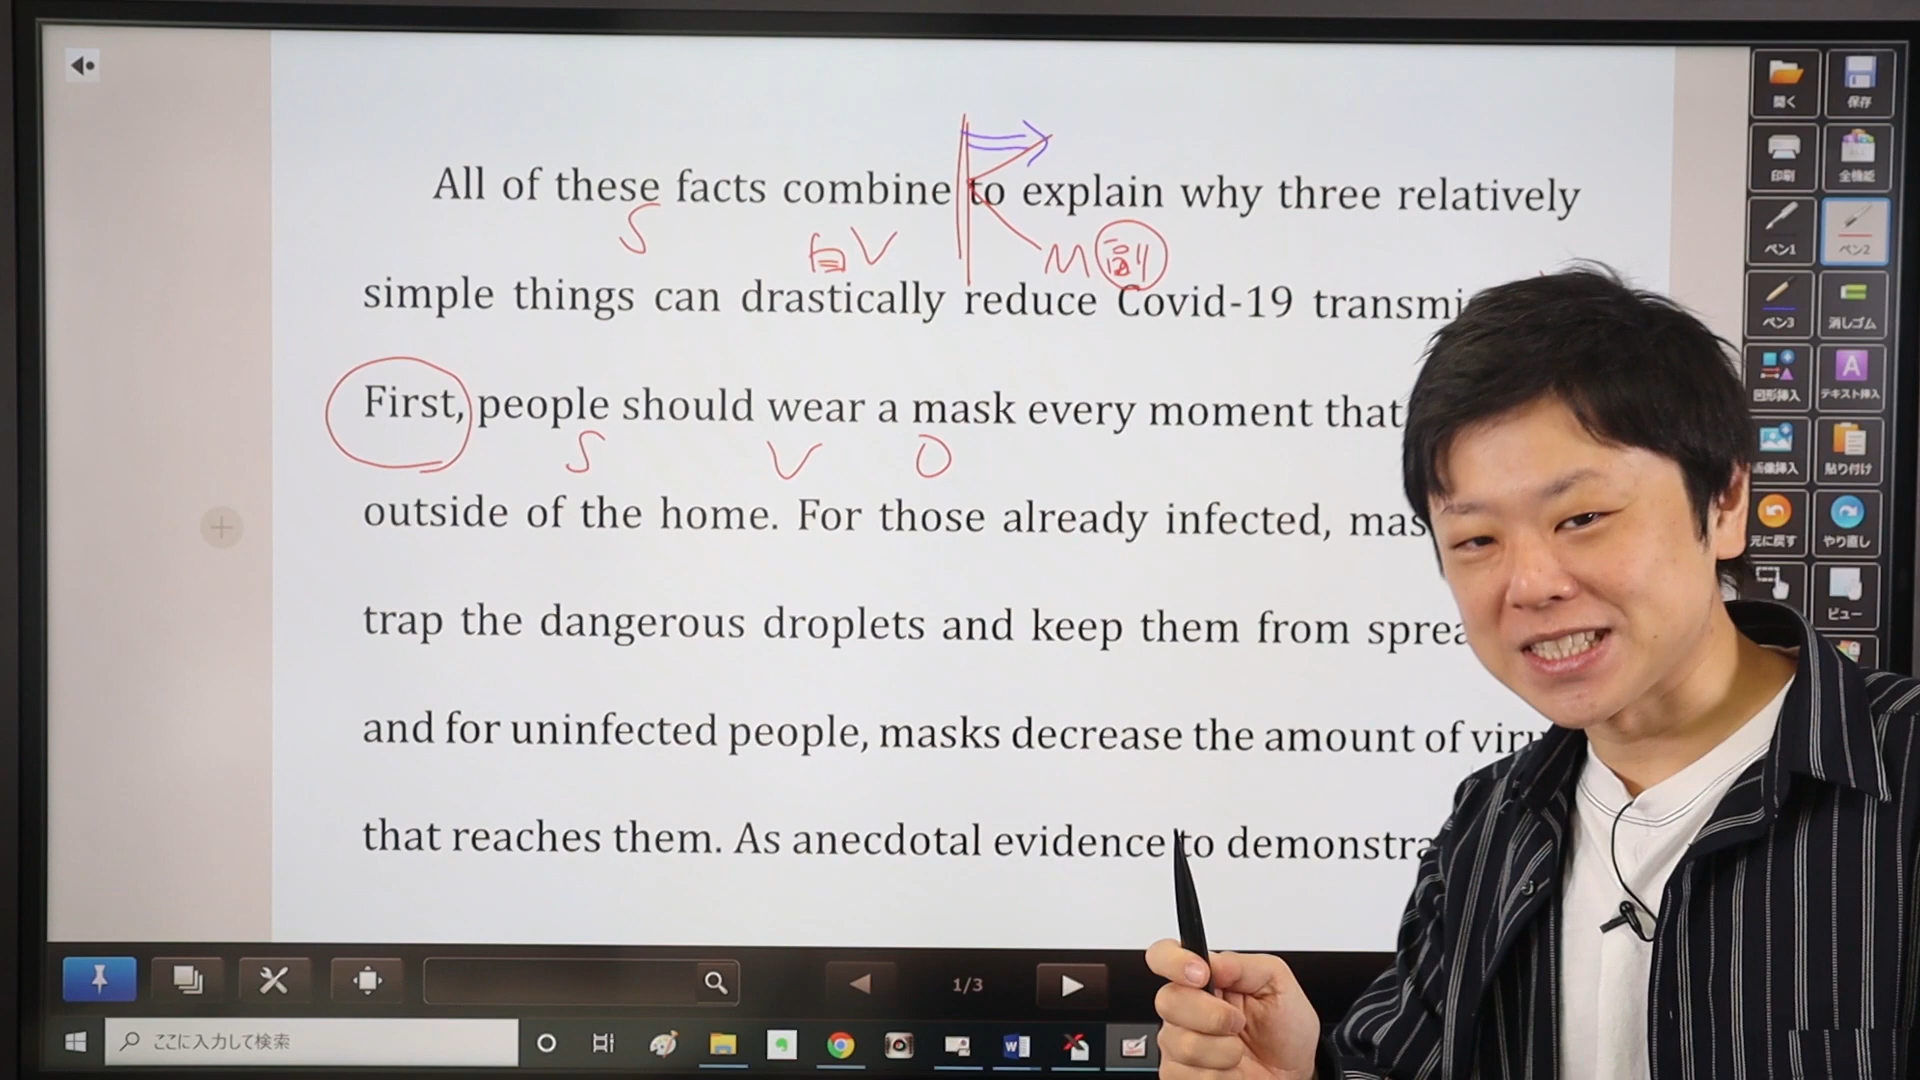 開く 保存
印刷 全機能
All of these facts combine to explain why three relatively
S 自V M 副
ペン1 ペン2
simple things can drastically reduce Covid-19
ペン3 消しゴム
First, people should wear a mask every moment that
図形挿入 テキスト挿入
S V O
画像挿入 貼り付け
outside of the home. For those already infected,
元に戻す やり直し
ビュー
trap the dangerous droplets and keep them from
and for uninfected people, masks decrease the amount of
that reaches them. As anecdotal evidence to
1/3
ここに入力して検索